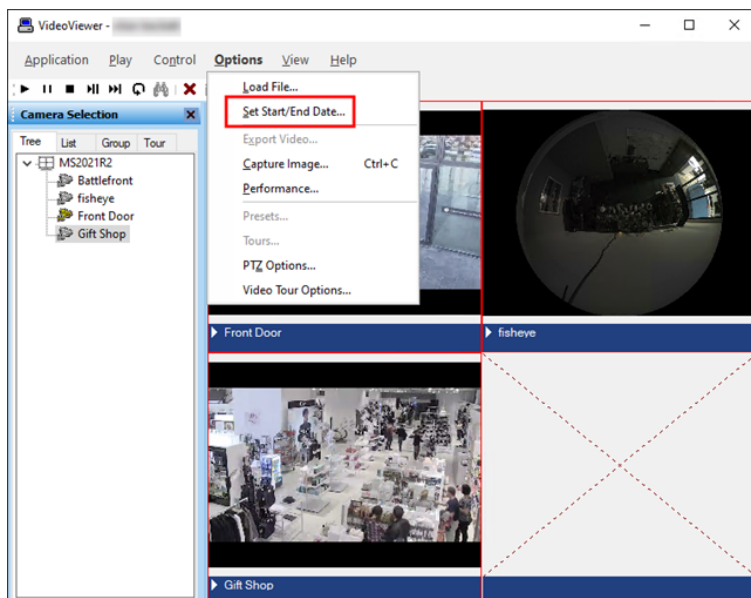 VideoViewer -
Application Play Control Options View Help
Load File...
Set Start/End Date...
Export Video...
Capture Image... Ctrl+C
Performance...
Presets...
Tours...
PTZ Options...
Video Tour Options...
Camera Selection
Tree List Group Tour
MS2021R2
Battlefront
fisheye
Front Door
Gift Shop
Front Door
fisheye
Gift Shop